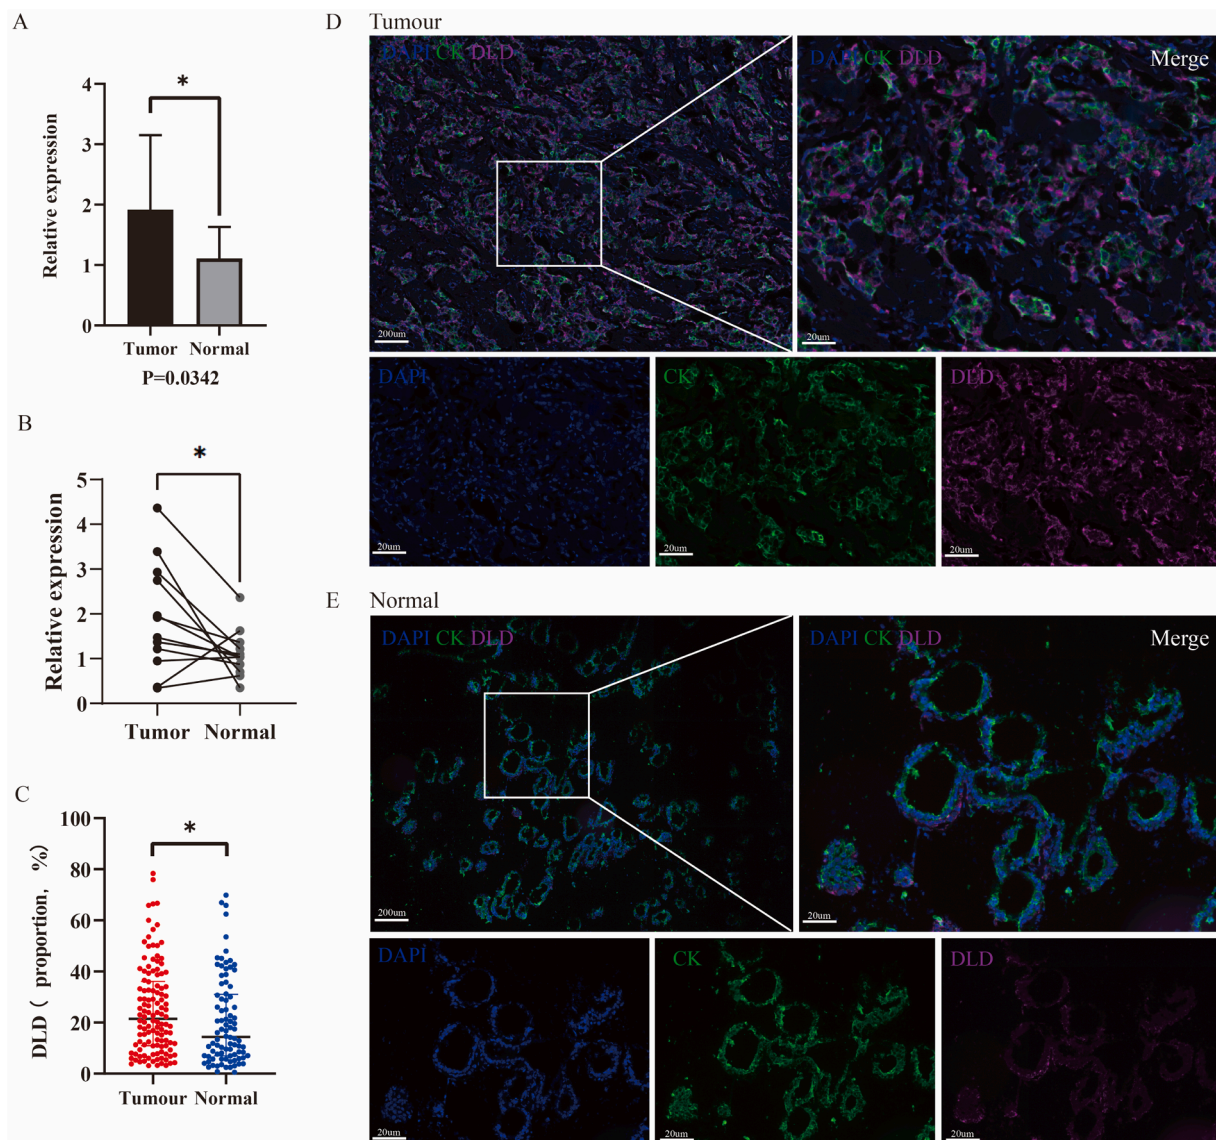 A
*
4
3
2
1
0
Relative expression
Tumor Normal
P=0.0342
B
*
5
4
3
2
1
0
Relative expression
Tumor Normal
C
*
100
80
60
40
20
0
DLD（ proportion, %）
Tumour Normal
D Tumour
DAPI CK DLD
200um
DAPI CK DLD Merge
20um
DAPI
20um
CK
20um
DLD
20um
E Normal
DAPI CK DLD
200um
DAPI CK DLD Merge
20um
DAPI
20um
CK
20um
DLD
20um